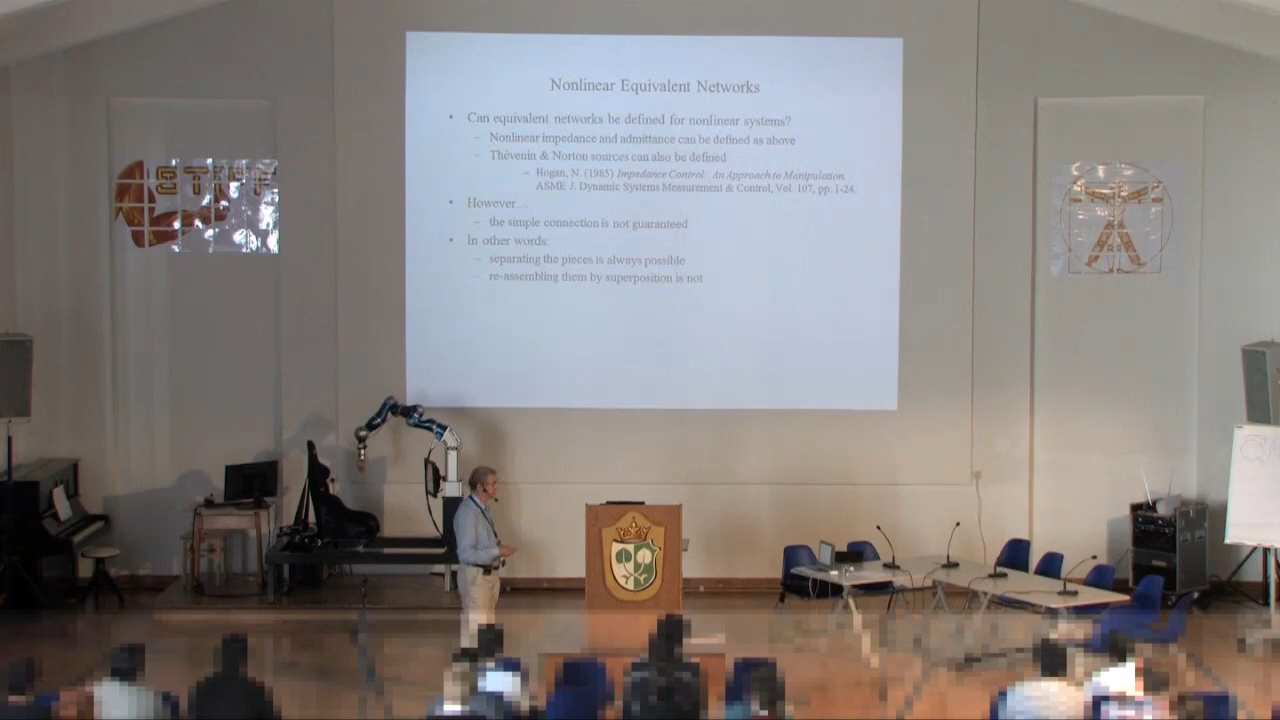 Nonlinear Equivalent Networks
• Can equivalent networks be defined for nonlinear systems?
– Nonlinear impedance and admittance can be defined as above
– Thévenin & Norton sources can also be defined
– Hogan, N. (1985) Impedance Control: An Approach to Manipulation,
ASME J. Dynamic Systems Measurement & Control, Vol. 107, pp. 1-24.
• However…
– the simple connection is not guaranteed
• In other words:
– separating the pieces is always possible
– re-assembling them by superposition is not
STIFF